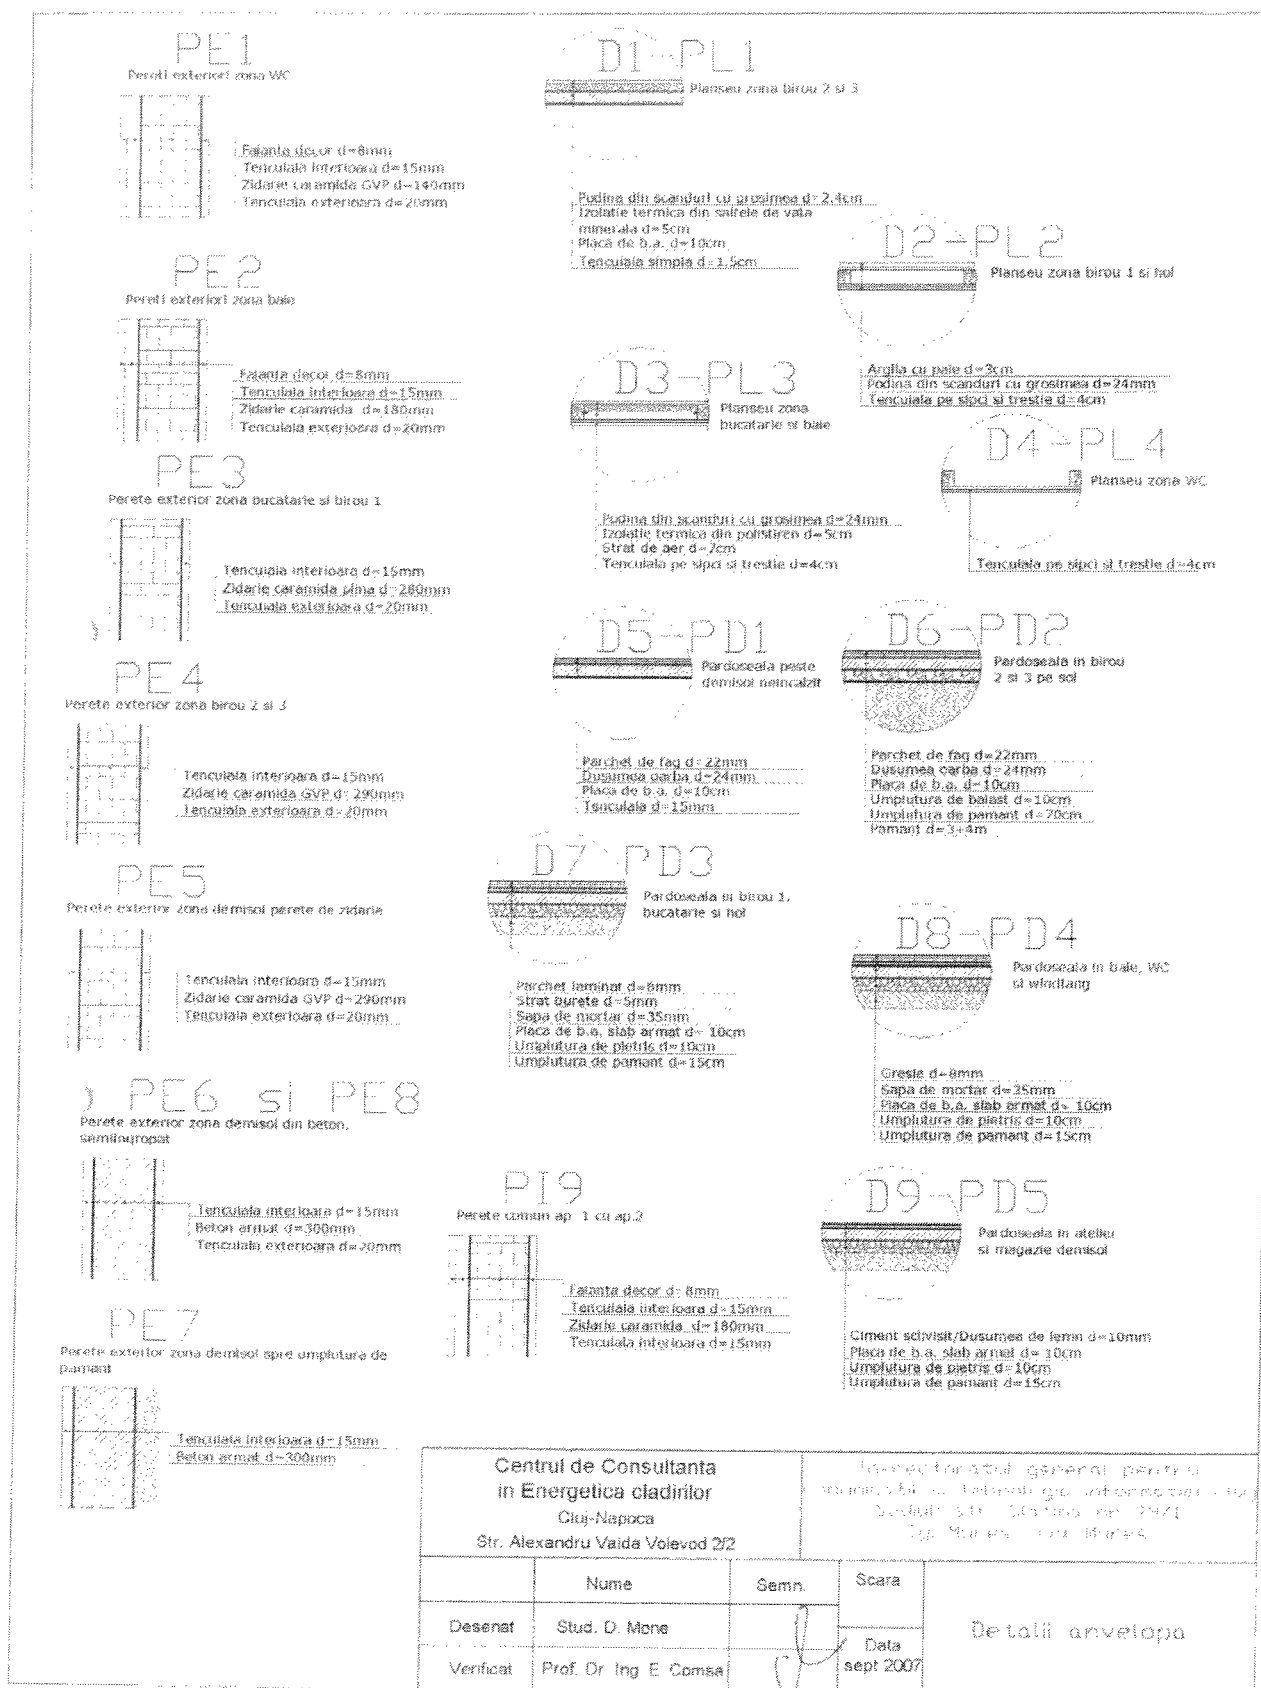 PE1
Pereti exteriori zona WC
Faianta decor d=8mm
Tencuiala interioara d=15mm
Zidarie caramida GVP d=140mm
Tencuiala exterioara d=20mm
PE2
Pereti exteriori zona baie
Faianta decor d=8mm
Tencuiala interioara d=15mm
Zidarie caramida d=180mm
Tencuiala exterioara d=20mm
PE3
Perete exterior zona bucatarie si birou 1
Tencuiala interioara d=15mm
Zidarie caramida plina d=280mm
Tencuiala exterioara d=20mm
PE4
Perete exterior zona birou 2 si 3
Tencuiala interioara d=15mm
Zidarie caramida GVP d=290mm
Tencuiala exterioara d=20mm
PE5
Perete exterior zona demisol perete de zidarie
Tencuiala interioara d=15mm
Zidarie caramida GVP d=290mm
Tencuiala exterioara d=20mm
PE6 si PE8
Perete exterior zona demisol din beton,
semiingropat
Tencuiala interioara d=15mm
Beton armat d=300mm
Tencuiala exterioara d=20mm
PE7
Perete exterior zona demisol spre umplutura de
pamant
Tencuiala interioara d=15mm
Beton armat d=300mm
D1-PL1
Planseu zona birou 2 si 3
Podina din scanduri cu grosimea d=2.4cm
Izolatie termica din saltele de vata
minerala d=5cm
Placa de b.a. d=10cm
Tencuiala simpla d=1.5cm
D2-PL2
Planseu zona birou 1 si hol
Argila cu paie d=3cm
Podina din scanduri cu grosimea d=24mm
Tencuiala pe sipci si trestie d=4cm
D3-PL3
Planseu zona
bucatarie si baie
Podina din scanduri cu grosimea d=24mm
Izolatie termica din polistiren d=5cm
Strat de aer d=2cm
Tencuiala pe sipci si trestie d=4cm
D4-PL4
Planseu zona WC
Tencuiala pe sipci si trestie d=4cm
D5-PD1
Pardoseala peste
demisol neincalzit
Parchet de fag d=22mm
Dusumea oarba d=24mm
Placa de b.a. d=10cm
Tencuiala d=15mm
D6-PD2
Pardoseala in birou
2 si 3 pe sol
Parchet de fag d=22mm
Dusumea oarba d=24mm
Placa de b.a. d=10cm
Umplutura de balast d=10cm
Umplutura de pamant d=70cm
Pamant d=3+4m
D7-PD3
Pardoseala in birou 1,
bucatarie si hol
Parchet laminat d=8mm
Strat burete d=5mm
Sapa de mortar d=35mm
Placa de b.a. slab armat d= 10cm
Umplutura de pietris d=10cm
Umplutura de pamant d=15cm
D8-PD4
Pardoseala in baie, WC
si windfang
Gresie d=8mm
Sapa de mortar d=35mm
Placa de b.a. slab armat d= 10cm
Umplutura de pietris d=10cm
Umplutura de pamant d=15cm
PI9
Perete comun ap. 1 cu ap.2
Faianta decor d=8mm
Tencuiala interioara d=15mm
Zidarie caramida d=180mm
Tencuiala interioara d=15mm
D9-PD5
Pardoseala in atelier
si magazie demisol
Ciment sclivisit/Dusumea de lemn d=10mm
Placa de b.a. slab armat d= 10cm
Umplutura de pietris d=10cm
Umplutura de pamant d=15cm
Centrul de Consultanta
in Energetica cladirilor
Cluj-Napoca
Str. Alexandru Vaida Voievod 2/2
Inspectoratul general pentru
Nume
Semn.
Scara
Desenat
Stud. D. Mone
Data
sept 2007
Verificat
Prof. Dr. Ing. E. Comsa
Detalii anvelopa